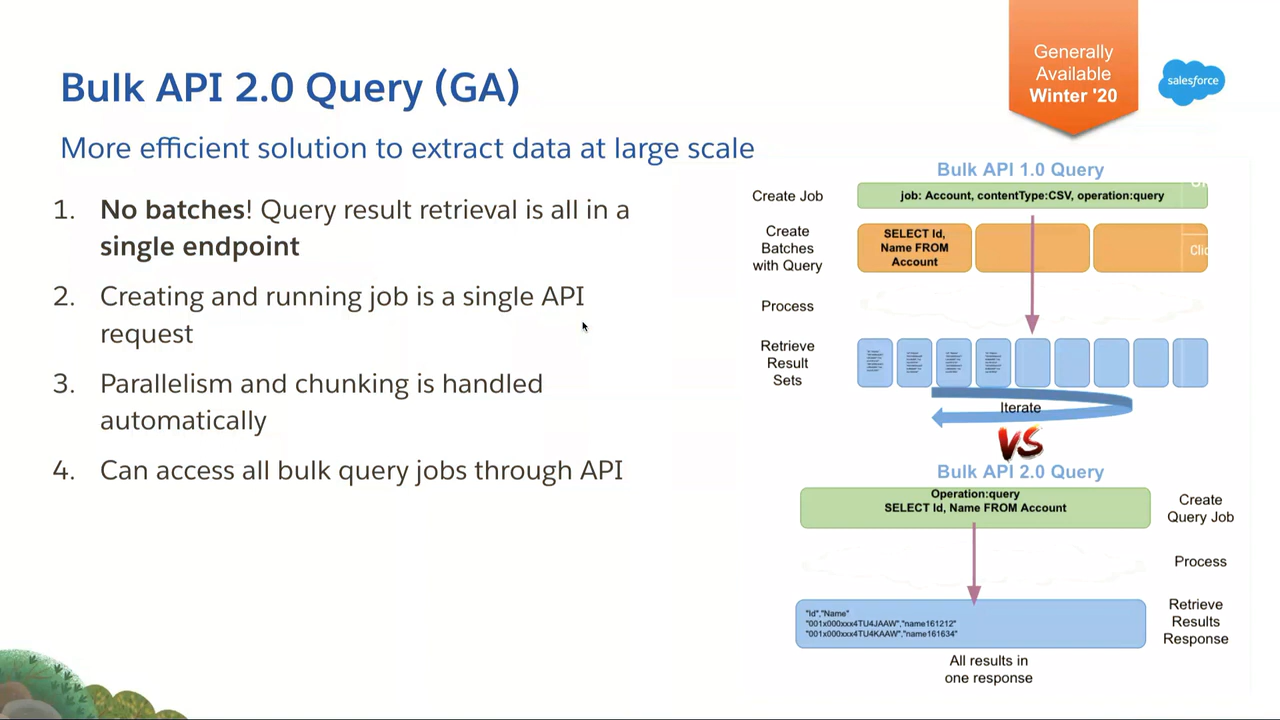 Generally
Available
Winter '20
salesforce
Bulk API 2.0 Query (GA)
More efficient solution to extract data at large scale
1. No batches! Query result retrieval is all in a
single endpoint
2. Creating and running job is a single API
request
3. Parallelism and chunking is handled
automatically
4. Can access all bulk query jobs through API
Bulk API 1.0 Query
Create Job
job: Account, contentType:CSV, operation:query
Create
Batches
with Query
SELECT Id,
Name FROM
Account
Process
Retrieve
Result
Sets
Iterate
VS
Bulk API 2.0 Query
Operation:query
SELECT Id, Name FROM Account
Create
Query Job
Process
"Id","Name"
"001x000xxx4TU4JAAW","name161212"
"001x000xxx4TU4KAAW","name161634"
Retrieve
Results
Response
All results in
one response